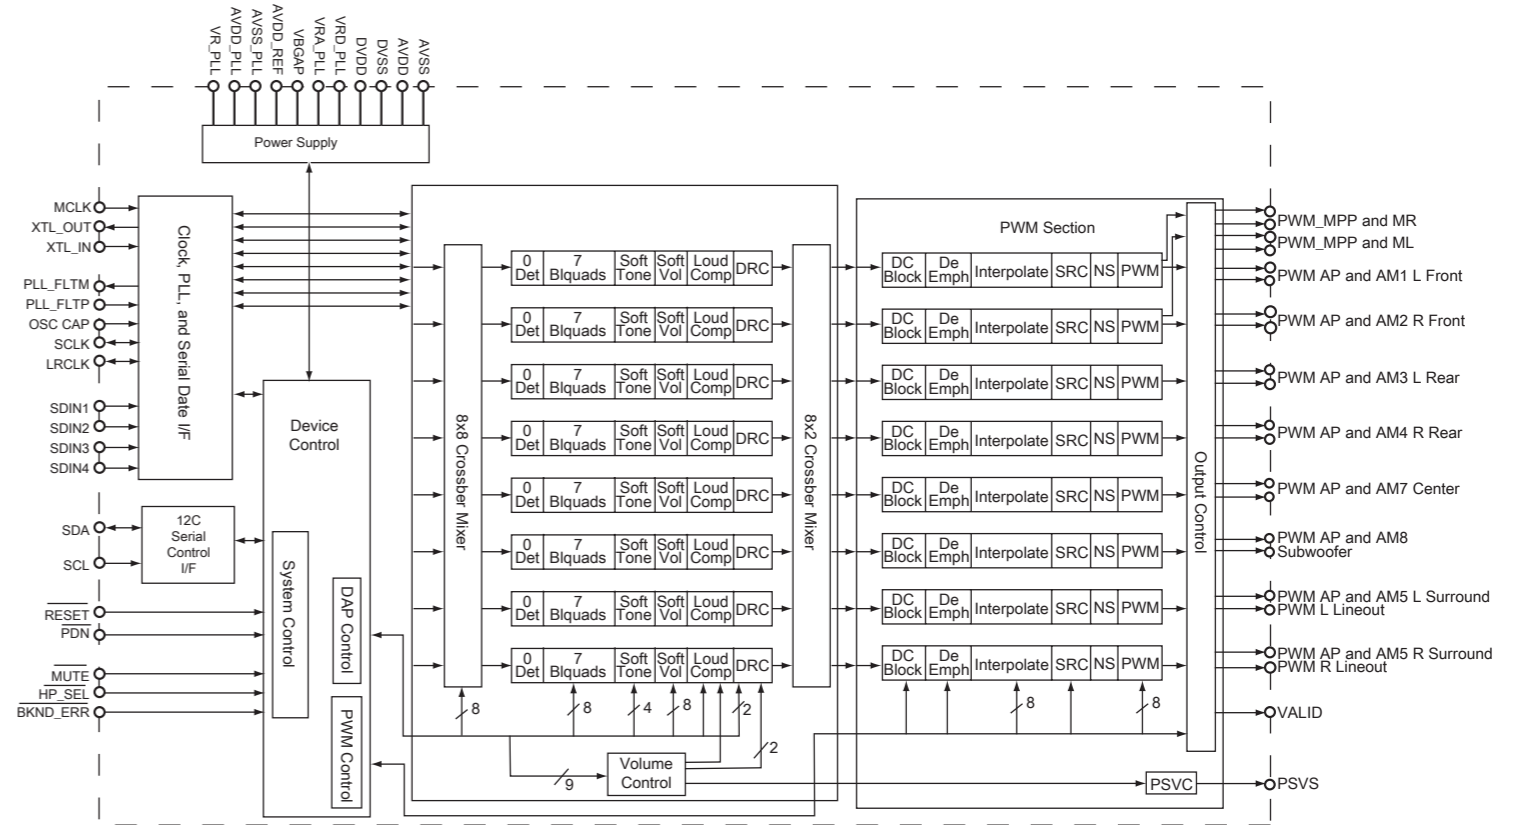 VR_PLL
AVDD_PLL
AVSS_PLL
AVDD_REF
VBGAP
VRA_PLL
VRD_PLL
DVDD
DVSS
AVDD
AVSS
Power Supply
MCLK
XTL_OUT
XTL_IN
PLL_FLTM
PLL_FLTP
OSC CAP
SCLK
LRCLK
SDIN1
SDIN2
SDIN3
SDIN4
SDA
SCL
RESET
PDN
MUTE
HP_SEL
BKND_ERR
Clock, PLL, and Serial Date I/F
12C
Serial
Control
I/F
Device
Control
System Control
DAP Control
PWM Control
8x8 Crossber Mixer
0 Det 7 BIquads Soft Tone Soft Vol Loud Comp DRC
0 Det 7 BIquads Soft Tone Soft Vol Loud Comp DRC
0 Det 7 BIquads Soft Tone Soft Vol Loud Comp DRC
0 Det 7 BIquads Soft Tone Soft Vol Loud Comp DRC
0 Det 7 BIquads Soft Tone Soft Vol Loud Comp DRC
0 Det 7 BIquads Soft Tone Soft Vol Loud Comp DRC
0 Det 7 BIquads Soft Tone Soft Vol Loud Comp DRC
0 Det 7 BIquads Soft Tone Soft Vol Loud Comp DRC
8 8 4 8 2
2
9
Volume
Control
8x2 Crossber Mixer
PWM Section
DC Block De Emph Interpolate SRC NS PWM
DC Block De Emph Interpolate SRC NS PWM
DC Block De Emph Interpolate SRC NS PWM
DC Block De Emph Interpolate SRC NS PWM
DC Block De Emph Interpolate SRC NS PWM
DC Block De Emph Interpolate SRC NS PWM
DC Block De Emph Interpolate SRC NS PWM
DC Block De Emph Interpolate SRC NS PWM
8 8
PSVC
Output Control
PWM_MPP and MR
PWM_MPP and ML
PWM AP and AM1 L Front
PWM AP and AM2 R Front
PWM AP and AM3 L Rear
PWM AP and AM4 R Rear
PWM AP and AM7 Center
PWM AP and AM8
Subwoofer
PWM AP and AM5 L Surround
PWM L Lineout
PWM AP and AM5 R Surround
PWM R Lineout
VALID
PSVS